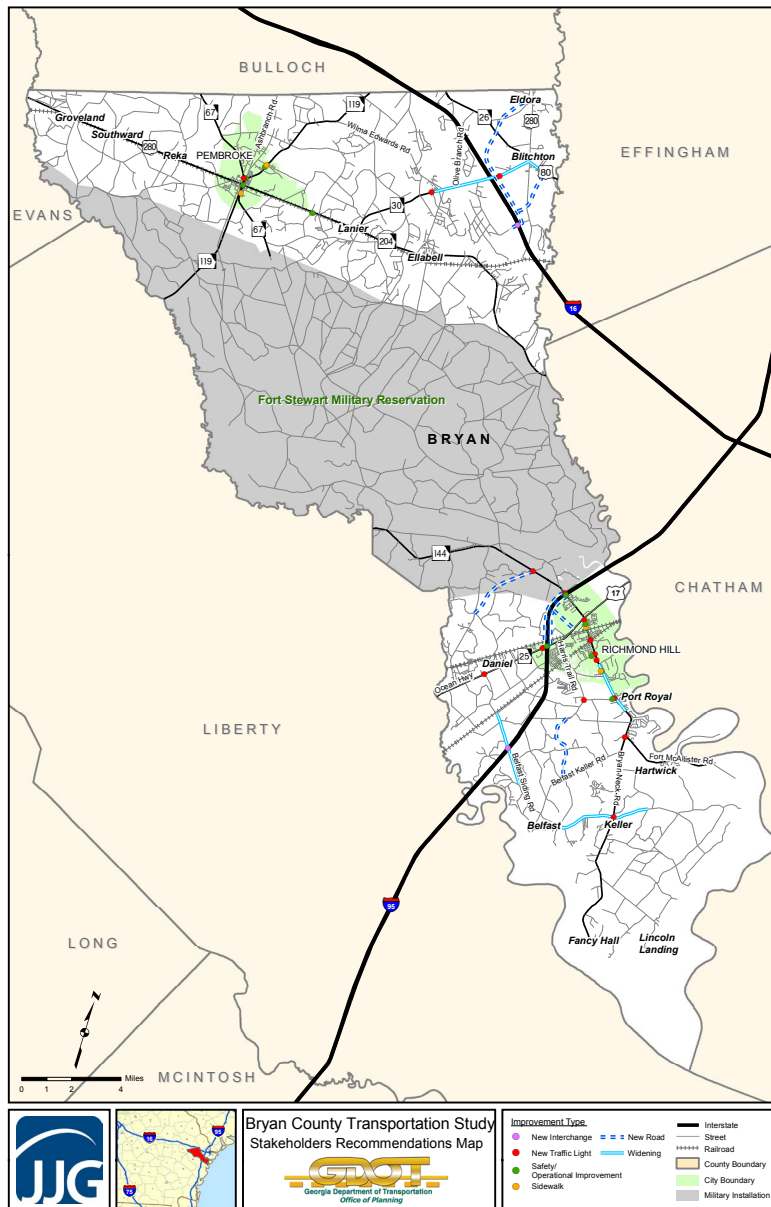 BULLOCH
EFFINGHAM
EVANS
Groveland
Southward
280
Reka
67
Ashbranch Rd
119
Wilma Edwards Rd
PEMBROKE
Olive Branch Rd
26
Eldora
280
Blitchton
80
30
Lanier
204
Ellabell
67
119
16
Fort Stewart Military Reservation
BRYAN
144
CHATHAM
17
RICHMOND HILL
Harris Trail Rd
25
Daniel
Ocean Hwy
Port Royal
LIBERTY
Belfast Siding Rd
Belfast Keller Rd
Bryan Neck Rd
Fort McAllister Rd
Hartwick
Belfast
Keller
95
Fancy Hall
Lincoln
Landing
LONG
N
MCINTOSH
Miles
0 1 2 4
JJG
16
95
75
Bryan County Transportation Study
Stakeholders Recommendations Map
GDOT
Georgia Department of Transportation
Office of Planning
Improvement Type
New Interchange
New Traffic Light
Safety/
Operational Improvement
Sidewalk
New Road
Widening
Interstate
Street
Railroad
County Boundary
City Boundary
Military Installation